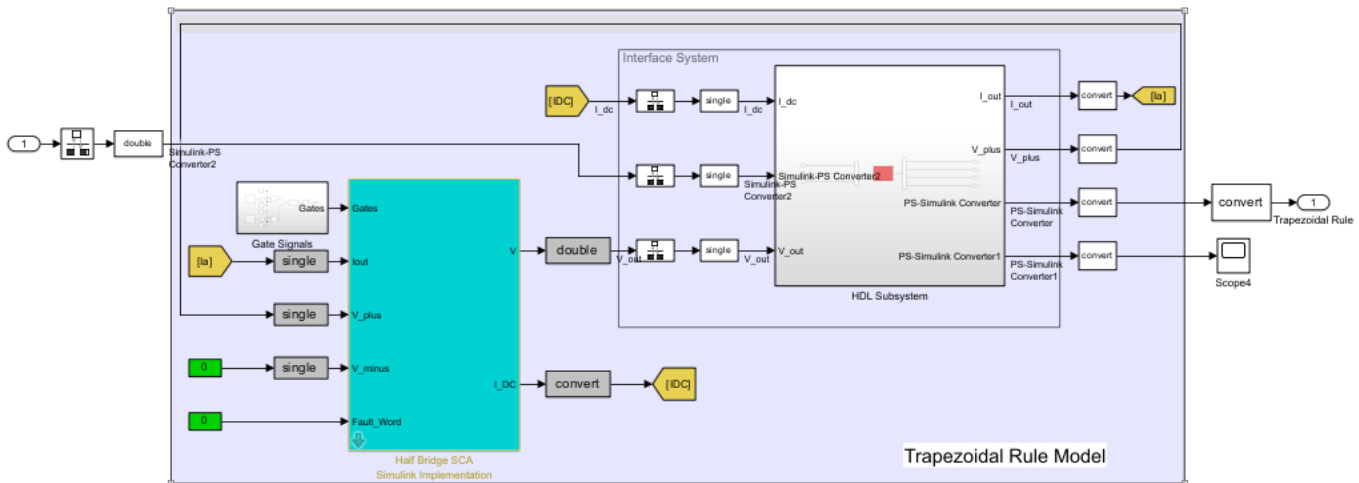 Interface System
[IDC]
I_dc
single
I_dc
I_dc
I_out
I_out
convert
[Ia]
1
double
Simulink-PS
Converter2
V_plus
V_plus
convert
single
Simulink-PS
Converter2
Simulink-PS Converter2
PS-Simulink Converter
PS-Simulink
Converter
convert
convert
1
Trapezoidal Rule
Gates
Gate Signals
Gates
[Ia]
single
Iout
V
double
V_out
single
V_out
V_out
PS-Simulink Converter1
PS-Simulink
Converter1
convert
Scope4
HDL Subsystem
single
V_plus
0
single
V_minus
I_DC
convert
[IDC]
0
Fault_Word
Half Bridge SCA
Simulink Implementation
Trapezoidal Rule Model